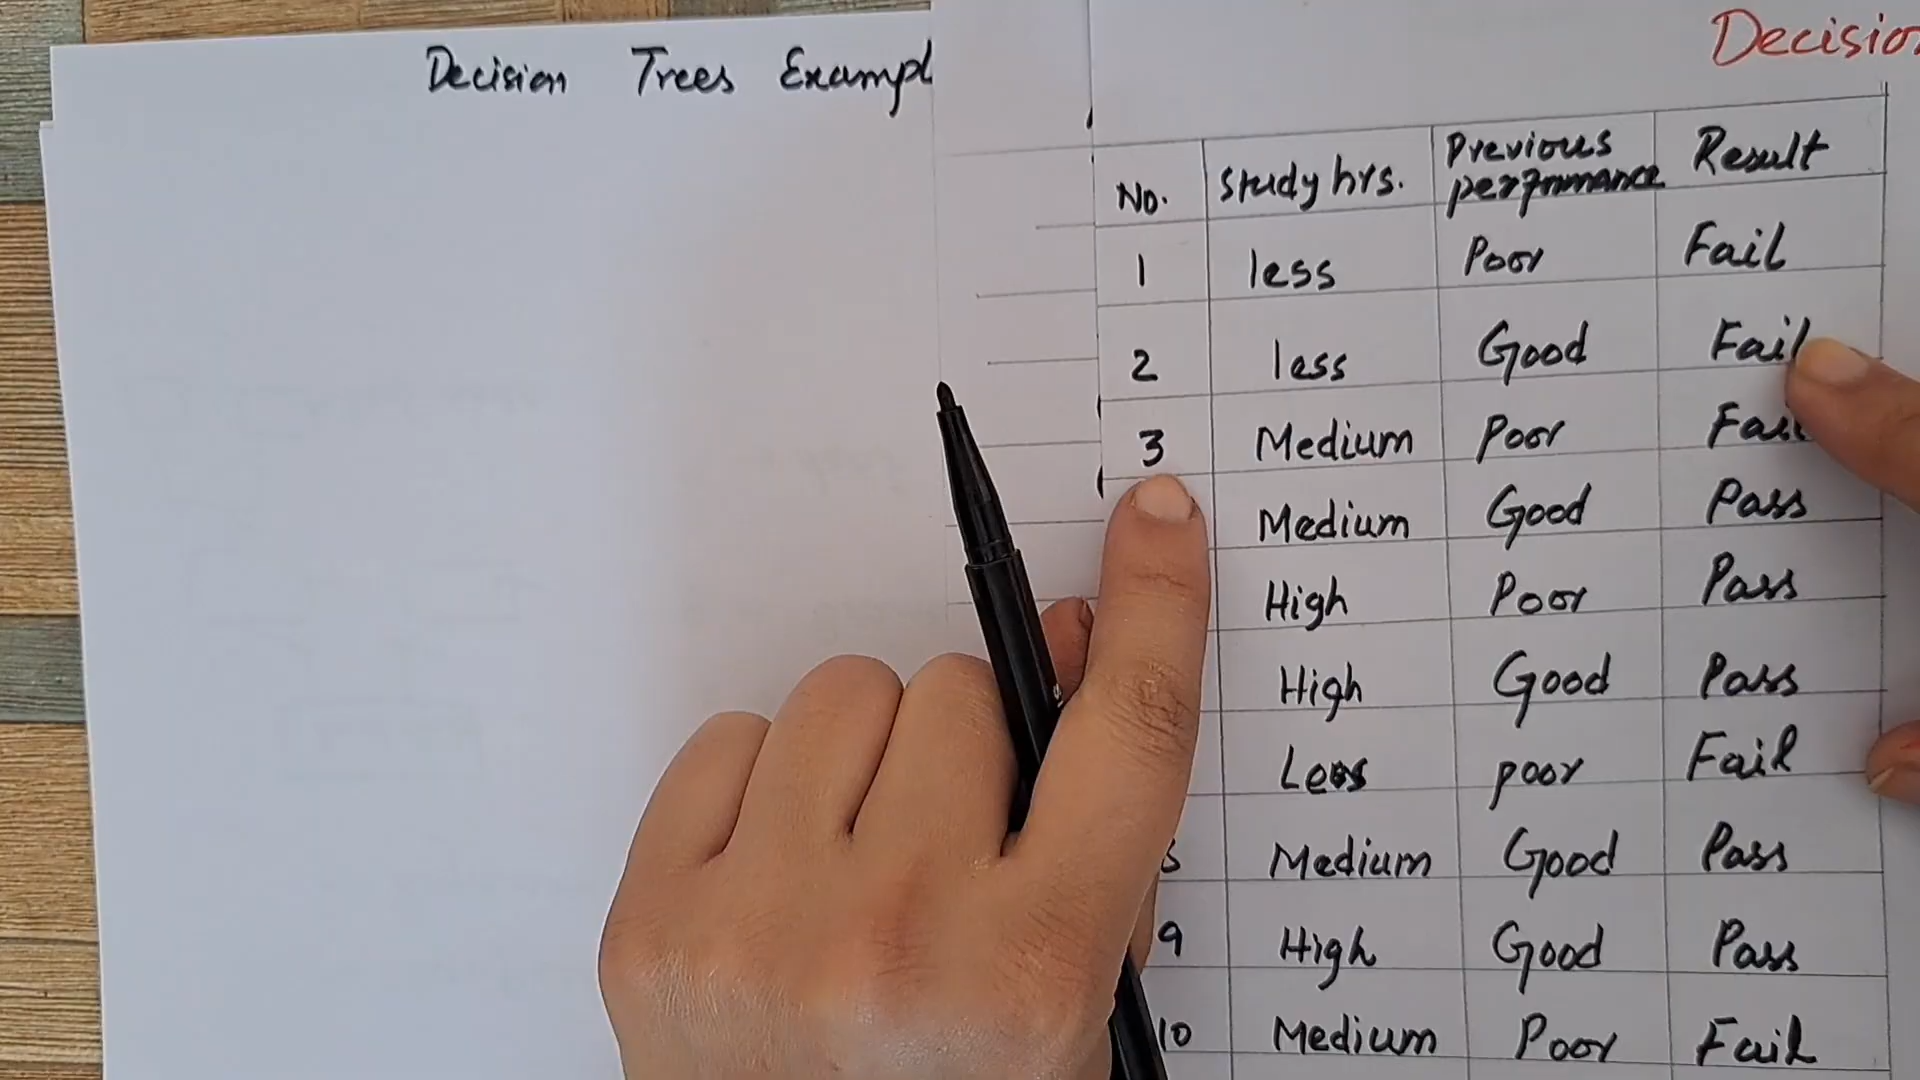 Decision Trees Exampl
Decision
No. Study hrs. Previous performance Result
1 less Poor Fail
2 less Good Fail
3 Medium Poor Fail
Medium Good Pass
High Poor Pass
High Good Pass
Less poor Fail
Medium Good Pass
9 High Good Pass
10 Medium Poor Fail